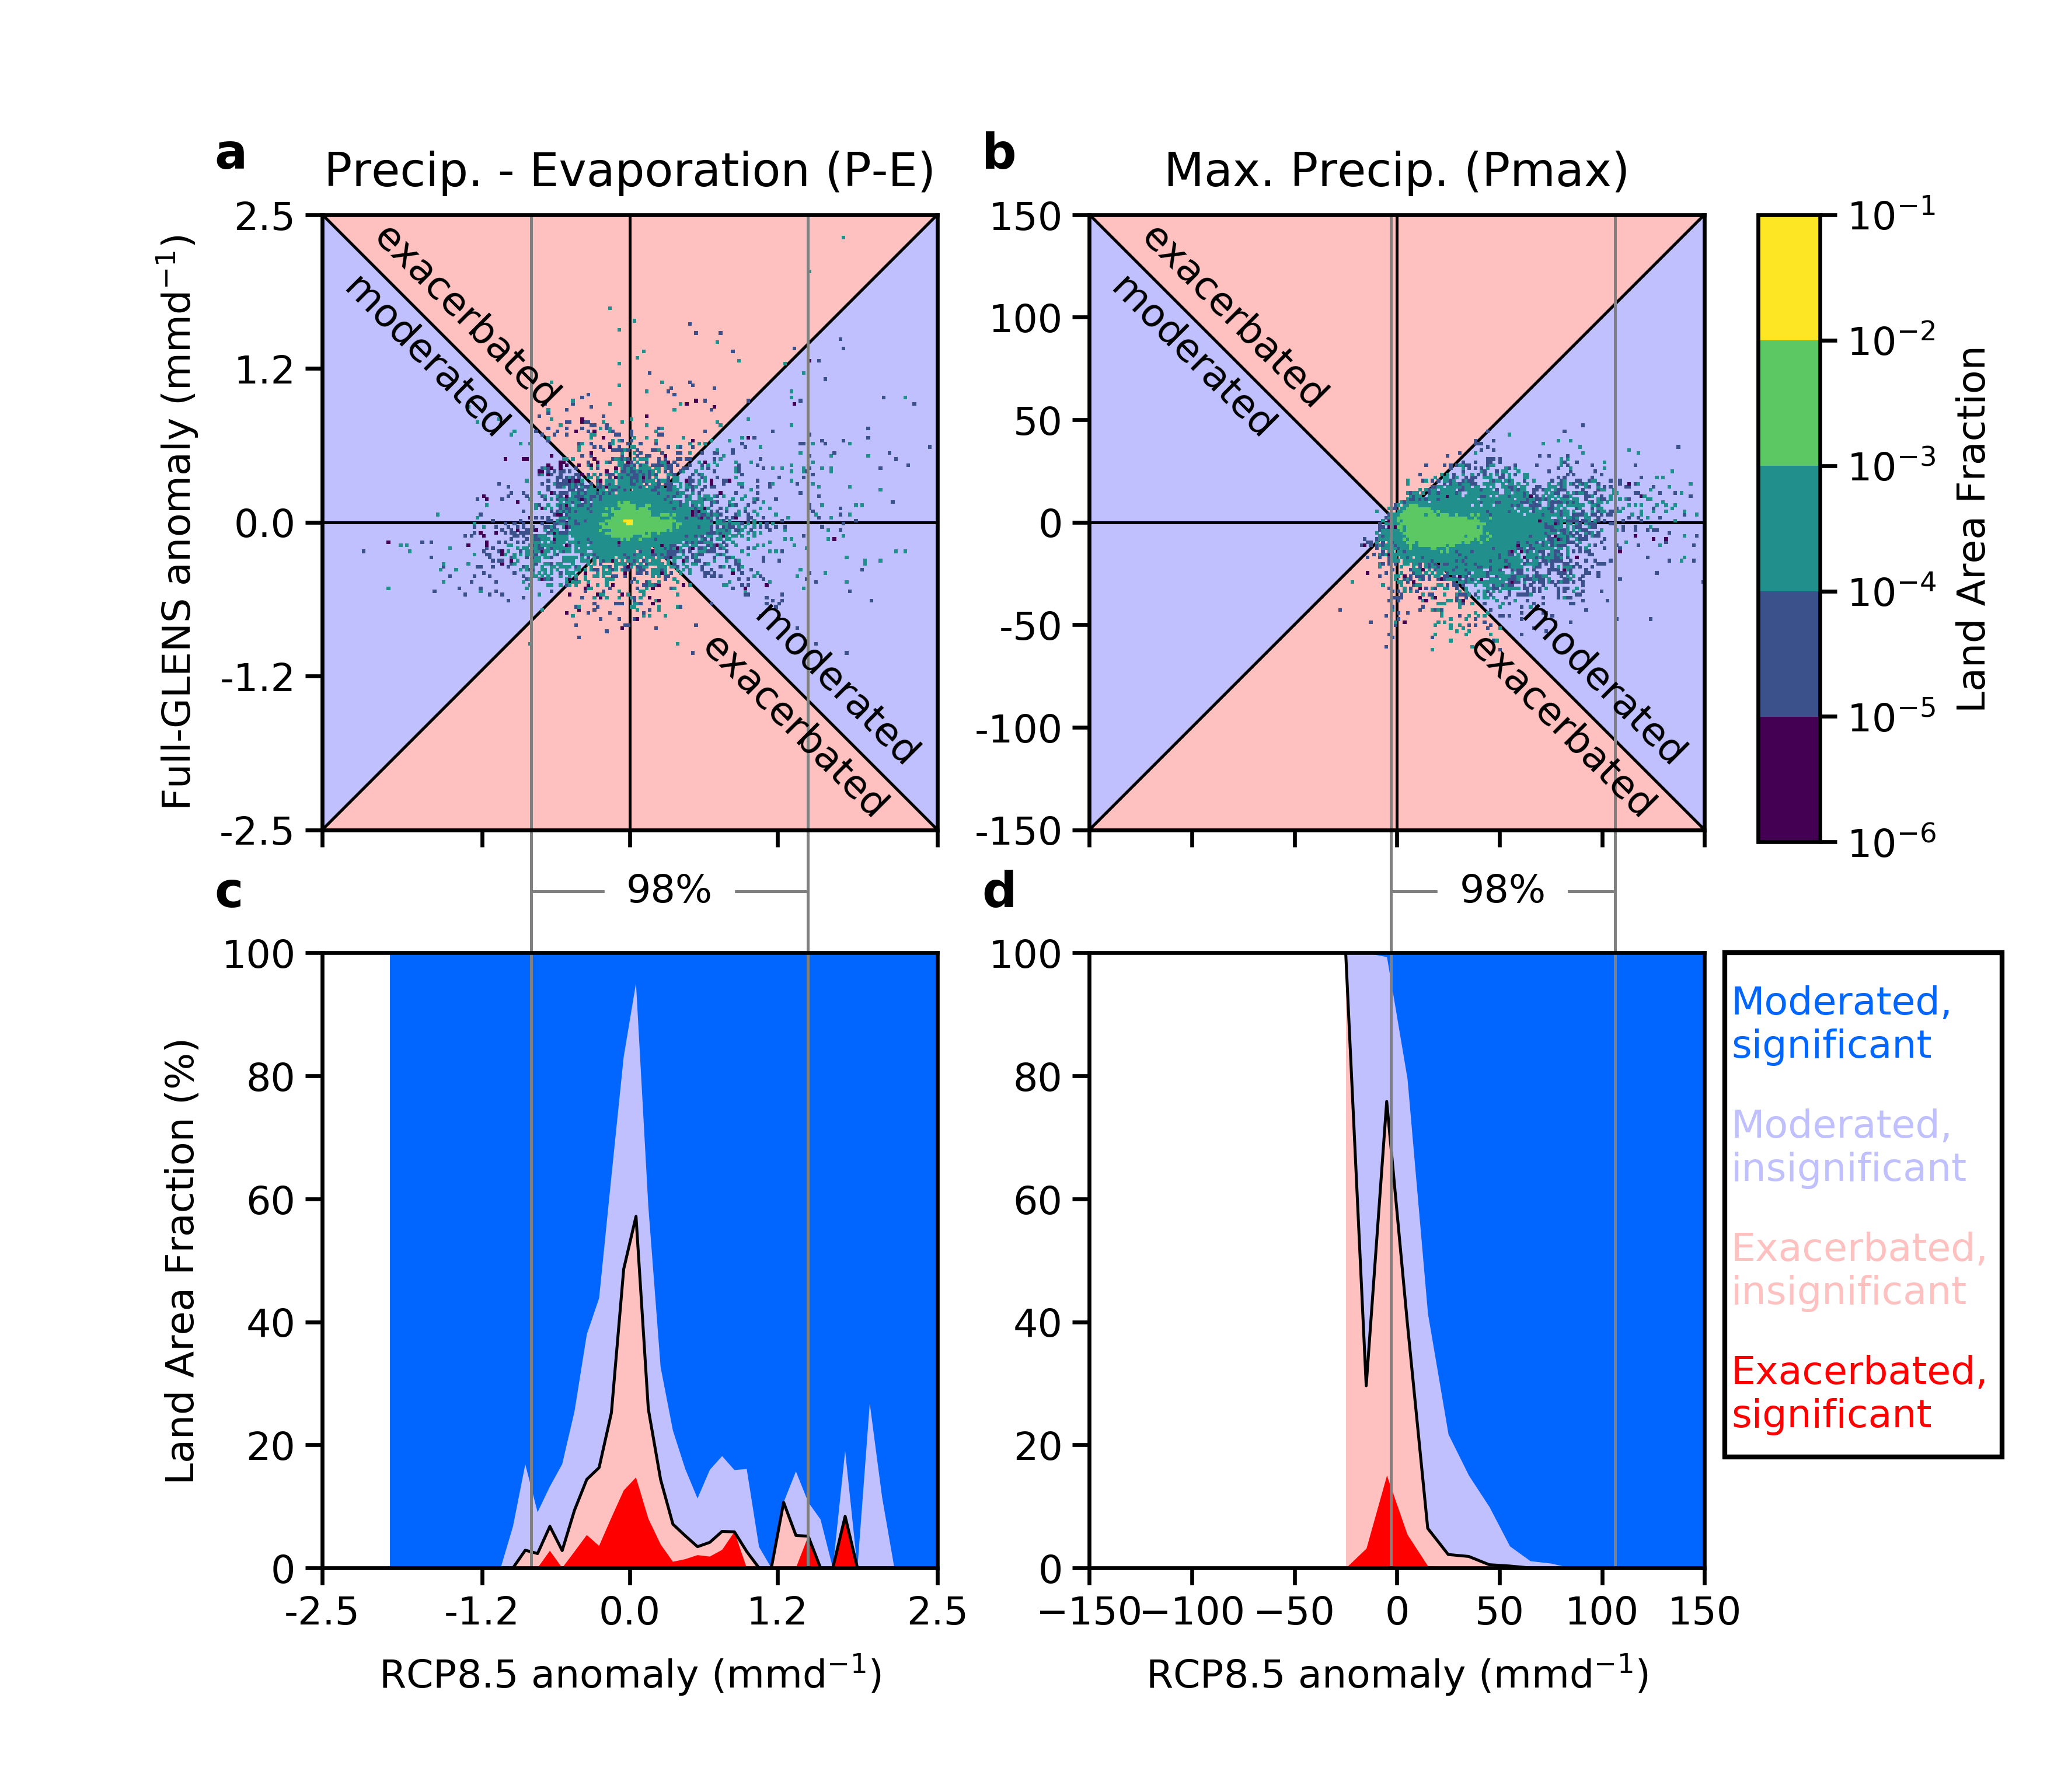 a
Precip. - Evaporation (P-E)
b
Max. Precip. (Pmax)
Full-GLENS anomaly (mmd⁻¹)
2.5
1.2
0.0
-1.2
-2.5
exacerbated
moderated
moderated
exacerbated
150
100
50
0
-50
-100
-150
exacerbated
moderated
moderated
exacerbated
10⁻¹
10⁻²
10⁻³
10⁻⁴
10⁻⁵
10⁻⁶
Land Area Fraction
98%
98%
c
d
Land Area Fraction (%)
100
80
60
40
20
0
-2.5
-1.2
0.0
1.2
2.5
RCP8.5 anomaly (mmd⁻¹)
100
80
60
40
20
0
−150
−100
−50
0
50
100
150
RCP8.5 anomaly (mmd⁻¹)
Moderated,
significant
Moderated,
insignificant
Exacerbated,
insignificant
Exacerbated,
significant